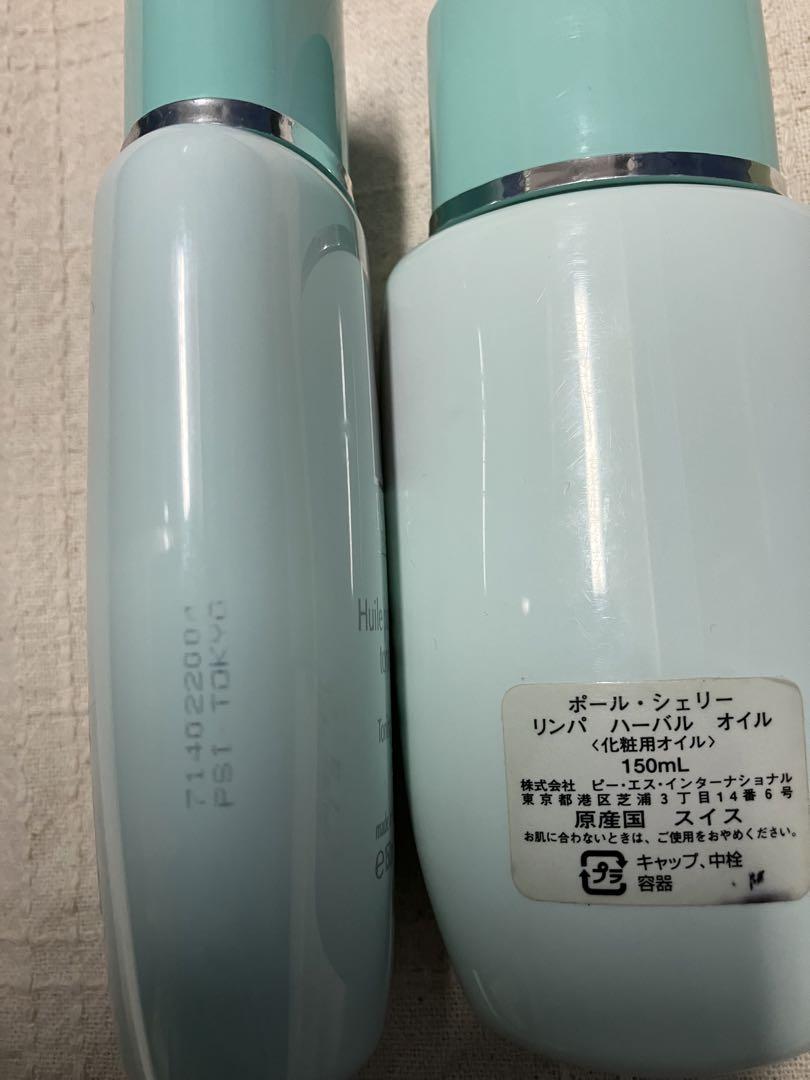 PSI TOKYO
Huile
ポール・シェリー
リンパ ハーバル オイル
<化粧用オイル>
150mL
株式会社 ピー・エス・インターナショナル
東京都港区芝浦3丁目14番6号
原産国 スイス
お肌に合わないときは、ご使用をおやめください。
プラ
キャップ、中栓
容器